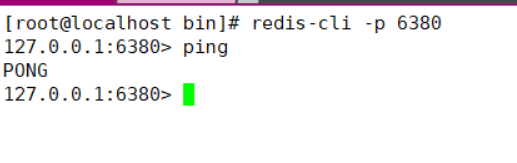 [root@localhost bin]# redis-cli -p 6380
127.0.0.1:6380> ping
PONG
127.0.0.1:6380>